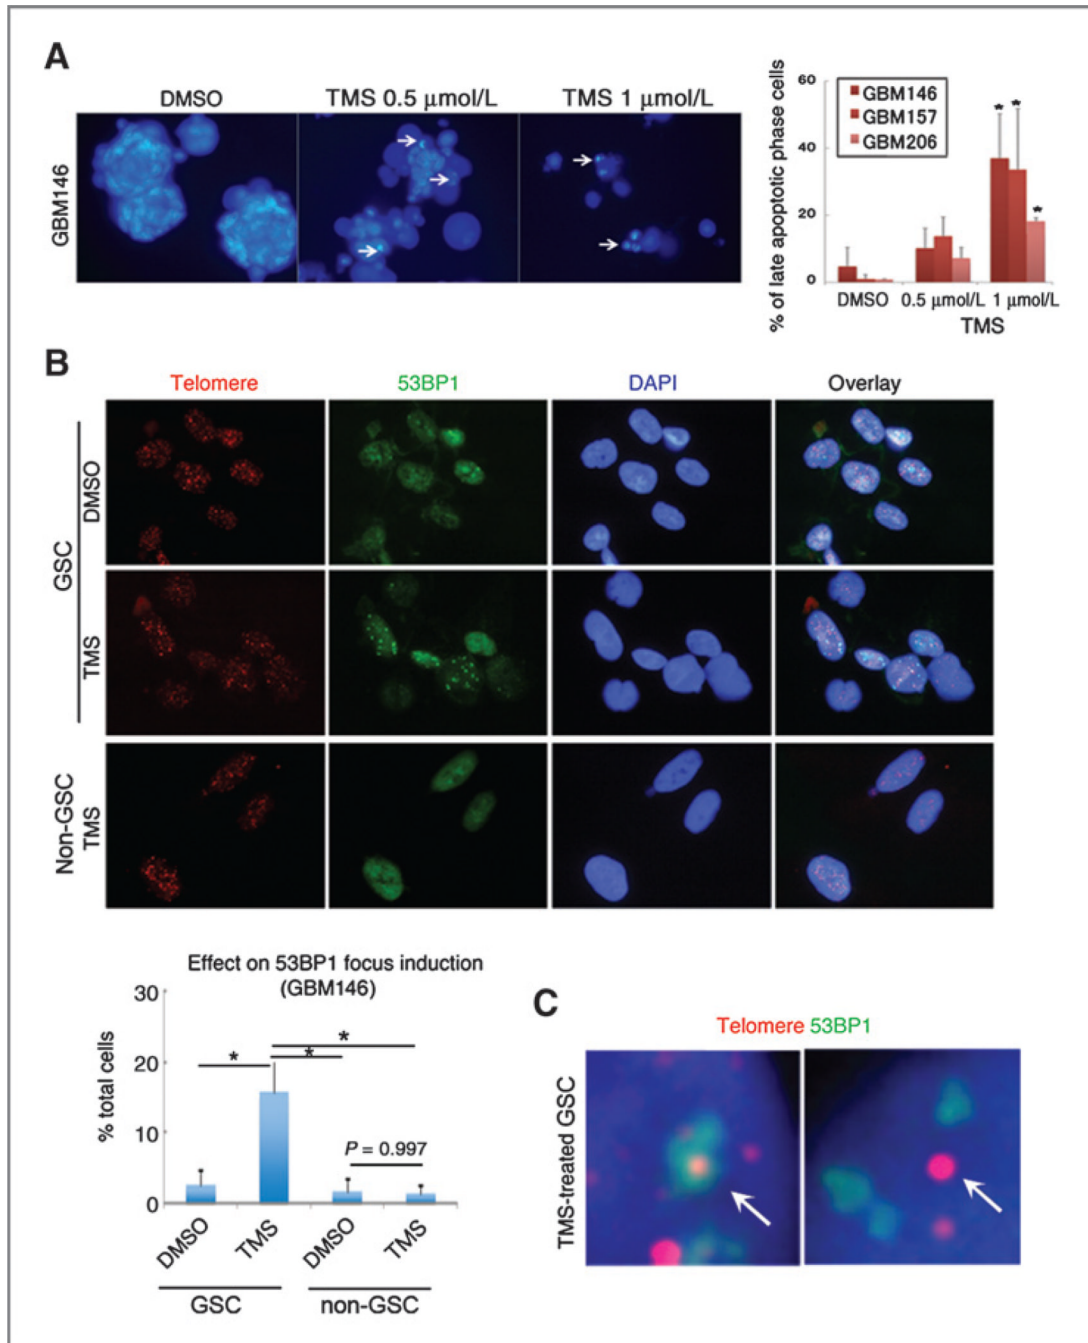 A
DMSO
TMS 0.5 μmol/L
TMS 1 μmol/L
GBM146
% of late apoptotic phase cells
60
40
20
0
GBM146
GBM157
GBM206
* *
*
DMSO
0.5 μmol/L
1 μmol/L
TMS
B
Telomere
53BP1
DAPI
Overlay
GSC
DMSO
TMS
Non-GSC
TMS
Effect on 53BP1 focus induction
(GBM146)
% total cells
30
20
10
0
*
*
*
P = 0.997
DMSO
TMS
DMSO
TMS
GSC
non-GSC
C
Telomere 53BP1
TMS-treated GSC